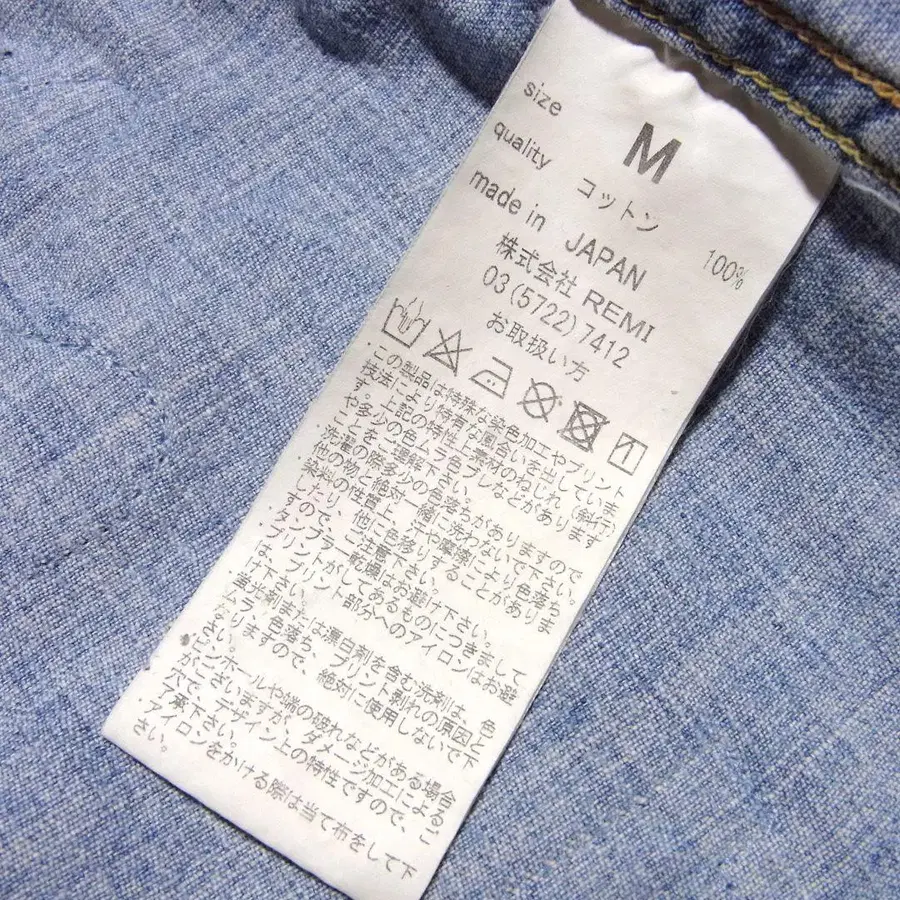 size M
quality コットン 100%
made in JAPAN
株式会社 REMI
03(5722)7412
お取扱い方
・この製品は特殊な染色加工やプリント
技法により特有な風合いを出していま
す。上記の特性上素材のねじれ(斜行)
や多少の色ムラ色ブレなどがあります
ことをご理解下さい。
・洗濯の際多少の色落ちがありますので
他の物と絶対一緒に洗わないで下さい。
・染料の性質上、汗や摩擦により色落ち
したり、他に色移りすることがありま
すので、ご注意下さい。
・タンブラー乾燥はお避け下さい。
・プリントがしてあるものにつきまして
は、プリント部分へのアイロンはお避
け下さい。
・蛍光剤または漂白剤を含む洗剤は、色
ムラ、色落ち、プリント剥れの原因と
なりますので、絶対に使用しないで下
さい。
・ピンホールや端の破れなどがある場合
がございますが、ダメージ加工による
穴で、デザイン上の特性ですので、ご
了承下さい。
・アイロンをかける際は当て布をして下
さい。